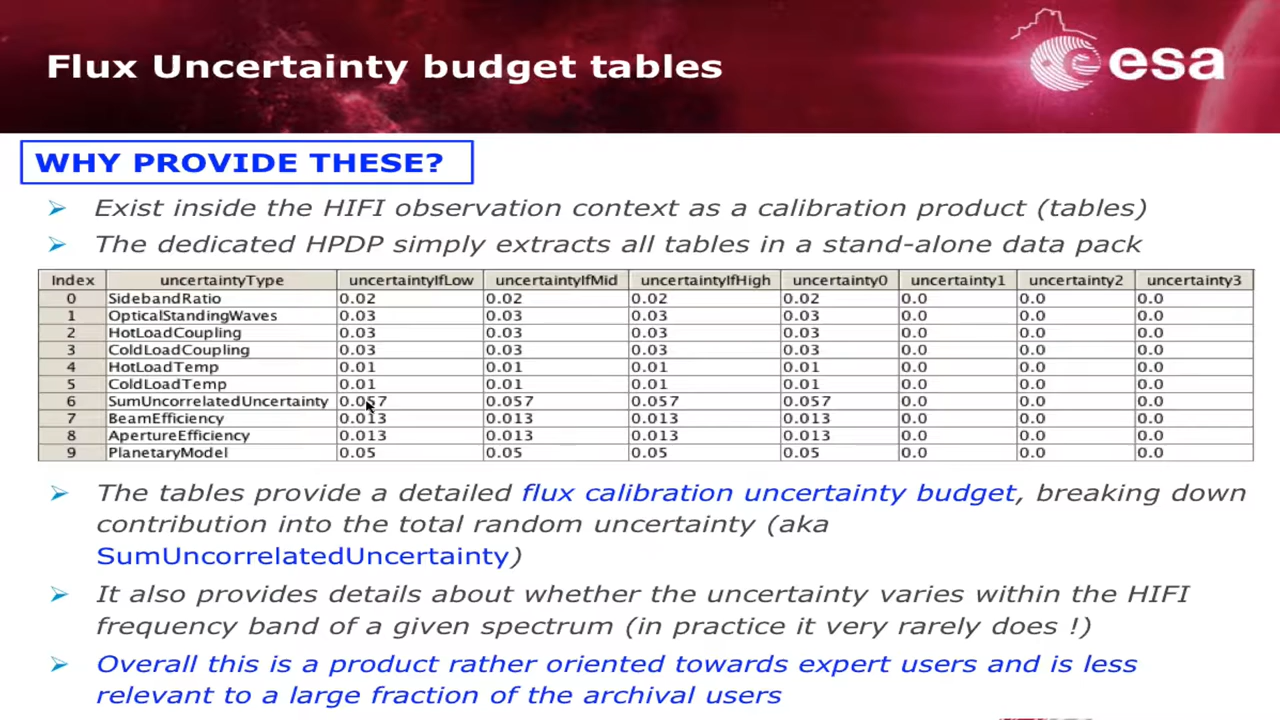 Flux Uncertainty budget tables
esa
WHY PROVIDE THESE?
Exist inside the HIFI observation context as a calibration product (tables)
The dedicated HPDP simply extracts all tables in a stand-alone data pack
Index uncertaintyType uncertaintyIfLow uncertaintyIfMid uncertaintyIfHigh uncertainty0 uncertainty1 uncertainty2 uncertainty3
0 SidebandRatio 0.02 0.02 0.02 0.02 0.0 0.0 0.0
1 OpticalStandingWaves 0.03 0.03 0.03 0.03 0.0 0.0 0.0
2 HotLoadCoupling 0.03 0.03 0.03 0.03 0.0 0.0 0.0
3 ColdLoadCoupling 0.03 0.03 0.03 0.03 0.0 0.0 0.0
4 HotLoadTemp 0.01 0.01 0.01 0.01 0.0 0.0 0.0
5 ColdLoadTemp 0.01 0.01 0.01 0.01 0.0 0.0 0.0
6 SumUncorrelatedUncertainty 0.057 0.057 0.057 0.057 0.0 0.0 0.0
7 BeamEfficiency 0.013 0.013 0.013 0.013 0.0 0.0 0.0
8 ApertureEfficiency 0.013 0.013 0.013 0.013 0.0 0.0 0.0
9 PlanetaryModel 0.05 0.05 0.05 0.05 0.0 0.0 0.0
The tables provide a detailed flux calibration uncertainty budget, breaking down
contribution into the total random uncertainty (aka
SumUncorrelatedUncertainty)
It also provides details about whether the uncertainty varies within the HIFI
frequency band of a given spectrum (in practice it very rarely does !)
Overall this is a product rather oriented towards expert users and is less
relevant to a large fraction of the archival users